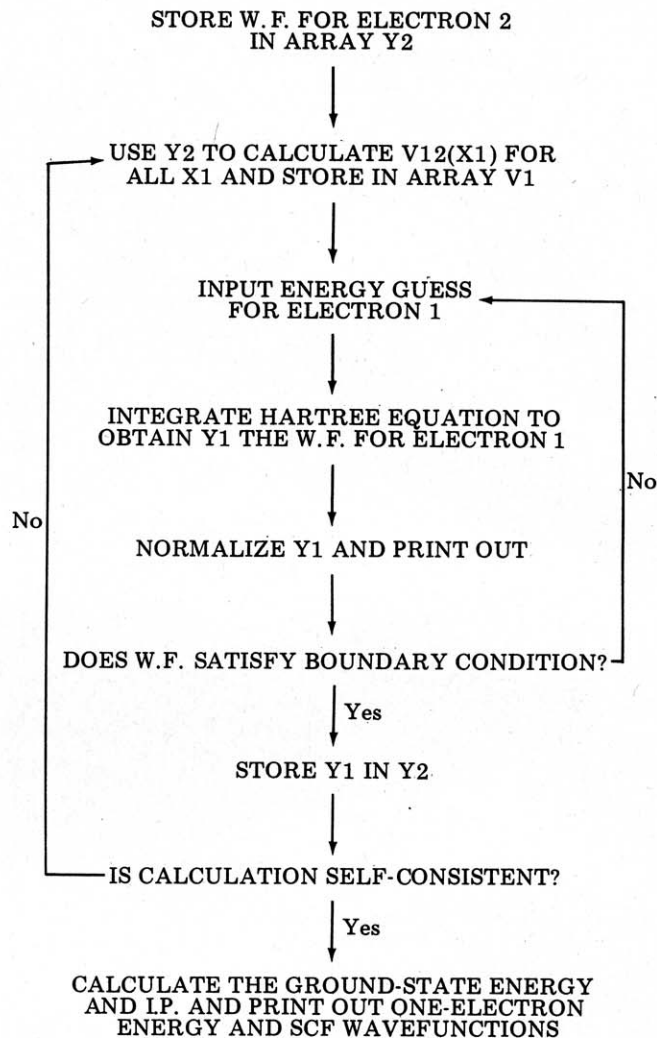 STORE W.F. FOR ELECTRON 2
IN ARRAY Y2
USE Y2 TO CALCULATE V12(X1) FOR
ALL X1 AND STORE IN ARRAY V1
INPUT ENERGY GUESS
FOR ELECTRON 1
INTEGRATE HARTREE EQUATION TO
OBTAIN Y1 THE W.F. FOR ELECTRON 1
No
No
NORMALIZE Y1 AND PRINT OUT
DOES W.F. SATISFY BOUNDARY CONDITION?
Yes
STORE Y1 IN Y2
IS CALCULATION SELF-CONSISTENT?
Yes
CALCULATE THE GROUND-STATE ENERGY
AND I.P. AND PRINT OUT ONE-ELECTRON
ENERGY AND SCF WAVEFUNCTIONS